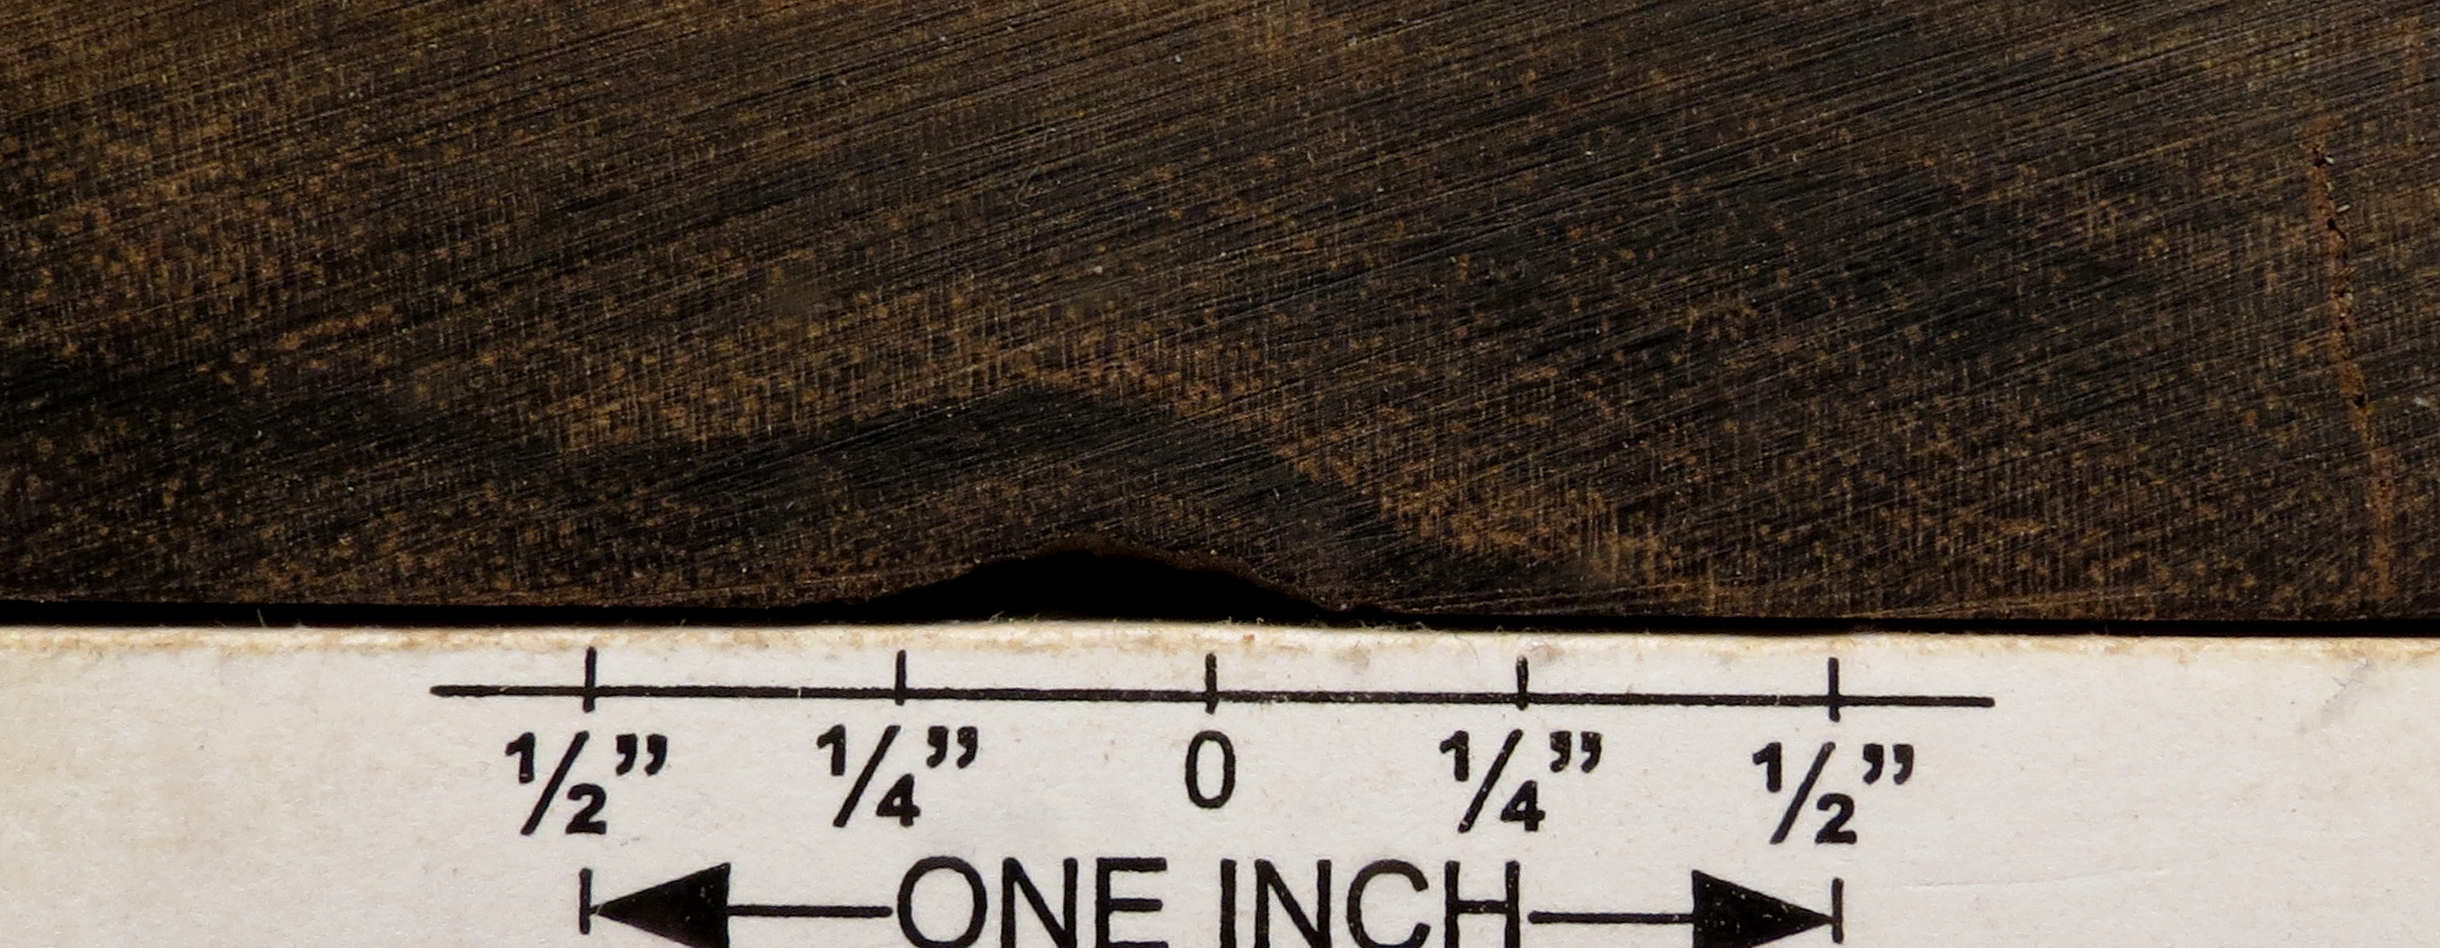 1/2” 1/4” 0 1/4” 1/2”
ONE INCH